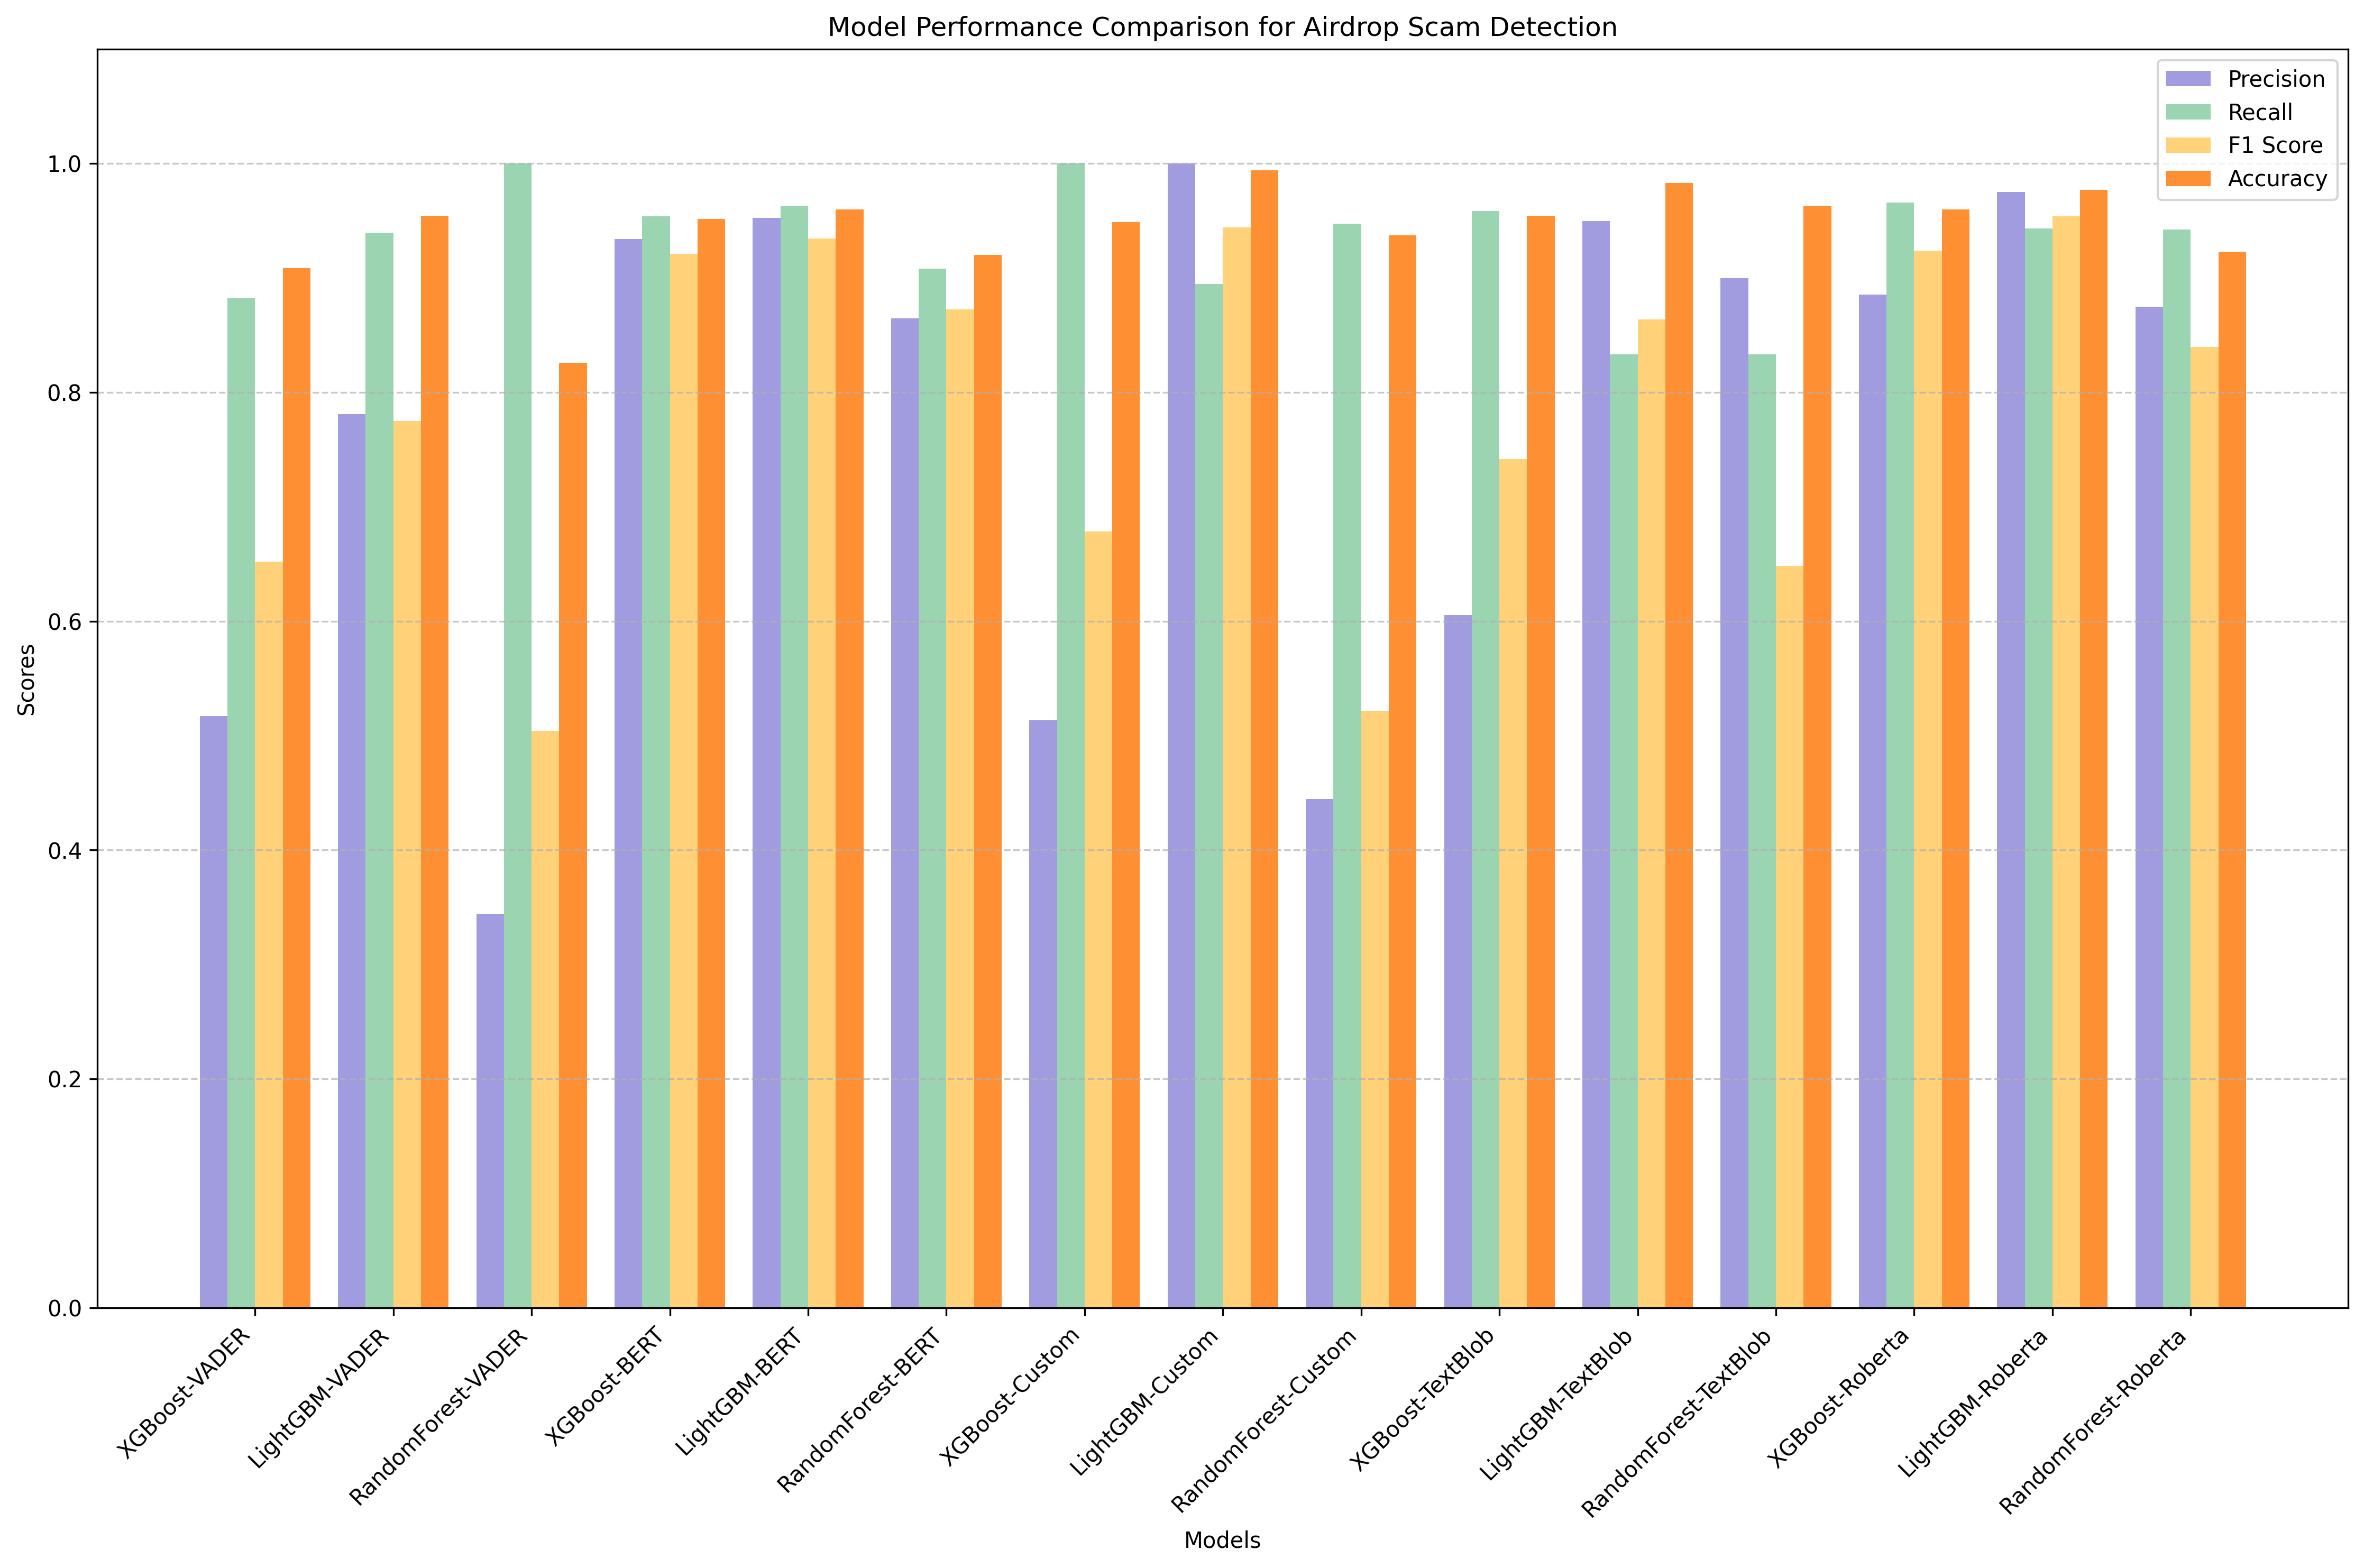 Model Performance Comparison for Airdrop Scam Detection
Precision
Recall
F1 Score
Accuracy
1.0
0.8
0.6
0.4
0.2
0.0
Scores
XGBoost-VADER
LightGBM-VADER
RandomForest-VADER
XGBoost-BERT
LightGBM-BERT
RandomForest-BERT
XGBoost-Custom
LightGBM-Custom
RandomForest-Custom
XGBoost-TextBlob
LightGBM-TextBlob
RandomForest-TextBlob
XGBoost-Roberta
LightGBM-Roberta
RandomForest-Roberta
Models